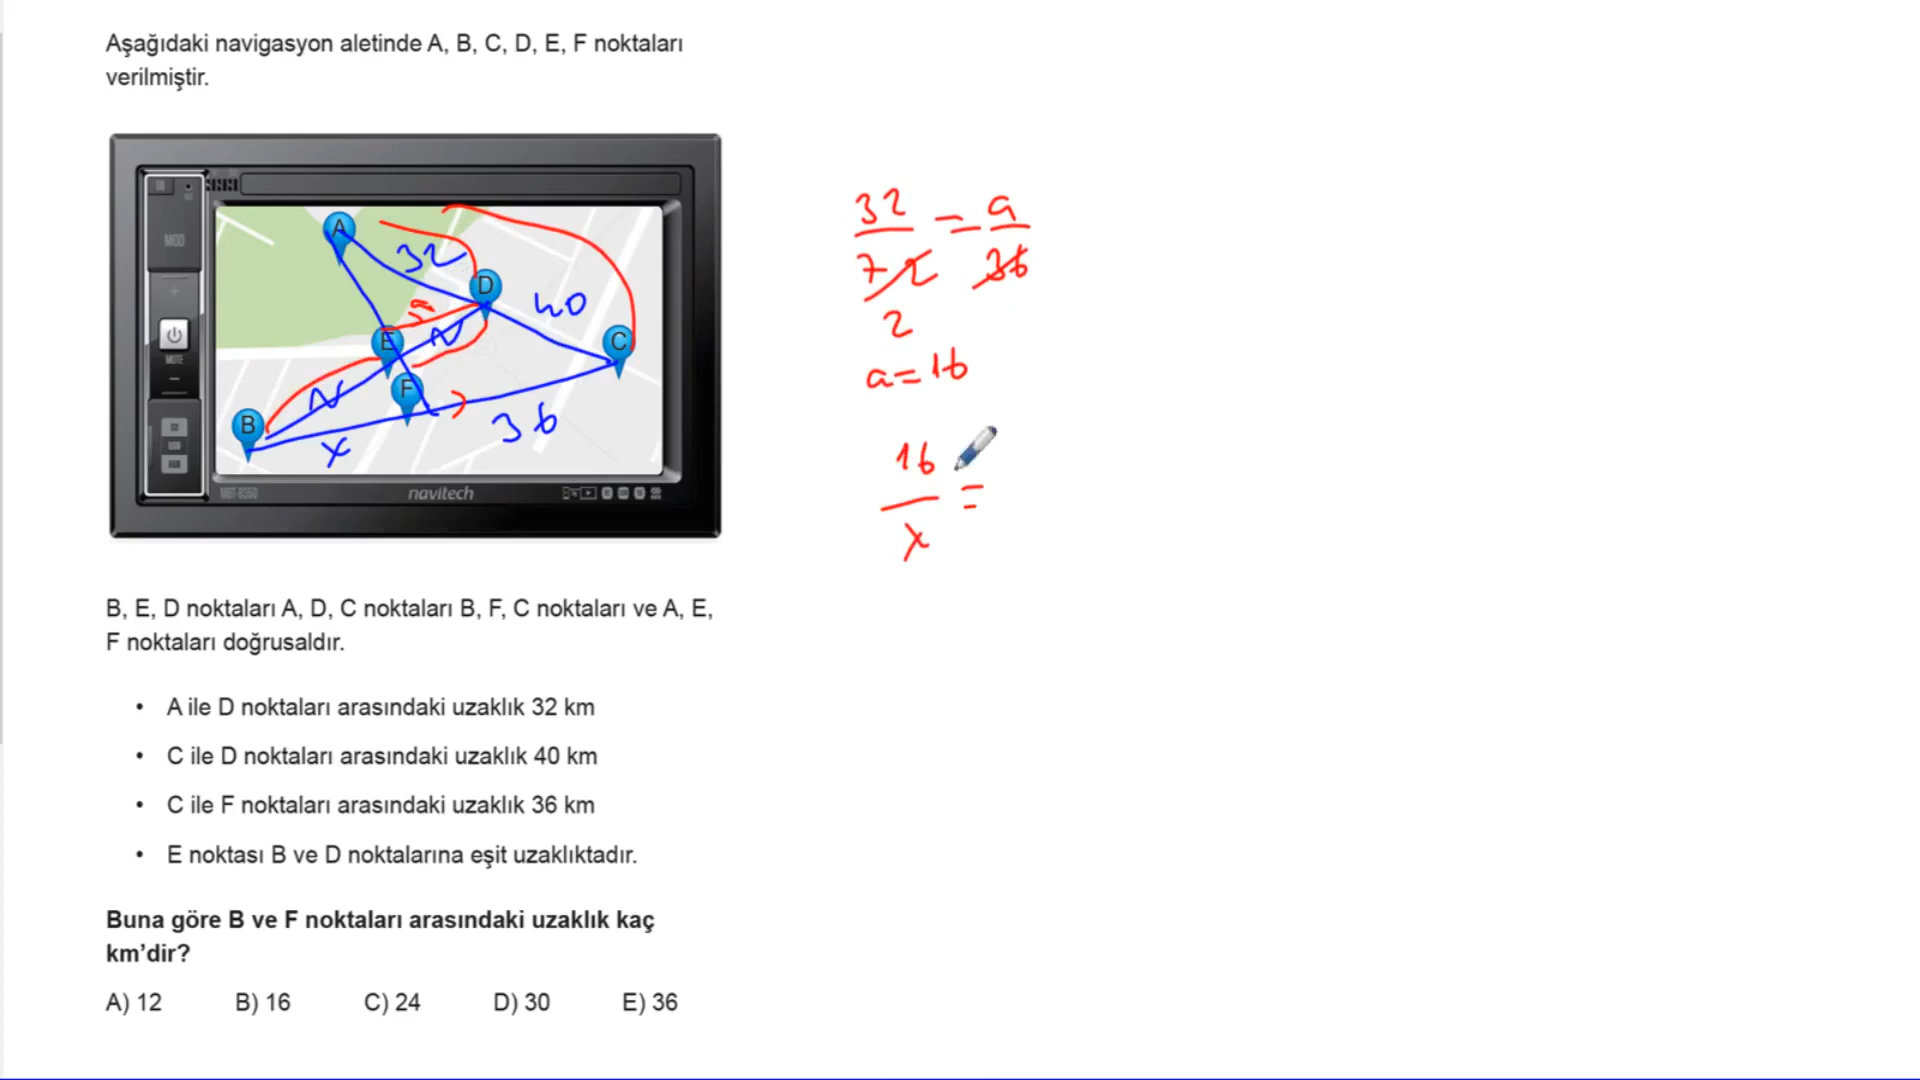 Aşağıdaki navigasyon aletinde A, B, C, D, E, F noktaları
verilmiştir.
MOD
MUTE
A
32
D
40
a
E
N
C
F
N
B
x
36
navitech
32/72 = a/36
2
a=16
16/x =
B, E, D noktaları A, D, C noktaları B, F, C noktaları ve A, E,
F noktaları doğrusaldır.
• A ile D noktaları arasındaki uzaklık 32 km
• C ile D noktaları arasındaki uzaklık 40 km
• C ile F noktaları arasındaki uzaklık 36 km
• E noktası B ve D noktalarına eşit uzaklıktadır.
Buna göre B ve F noktaları arasındaki uzaklık kaç
km’dir?
A) 12 B) 16 C) 24 D) 30 E) 36